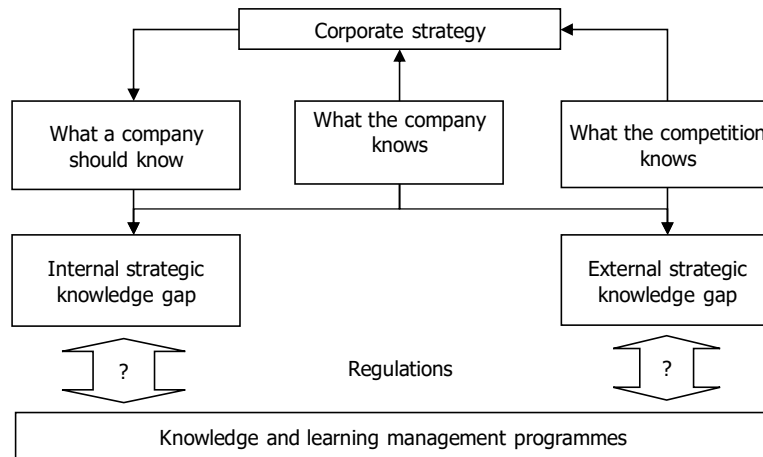 Corporate strategy
What a company
should know
What the company
knows
What the competition
knows
Internal strategic
knowledge gap
External strategic
knowledge gap
?
Regulations
?
Knowledge and learning management programmes